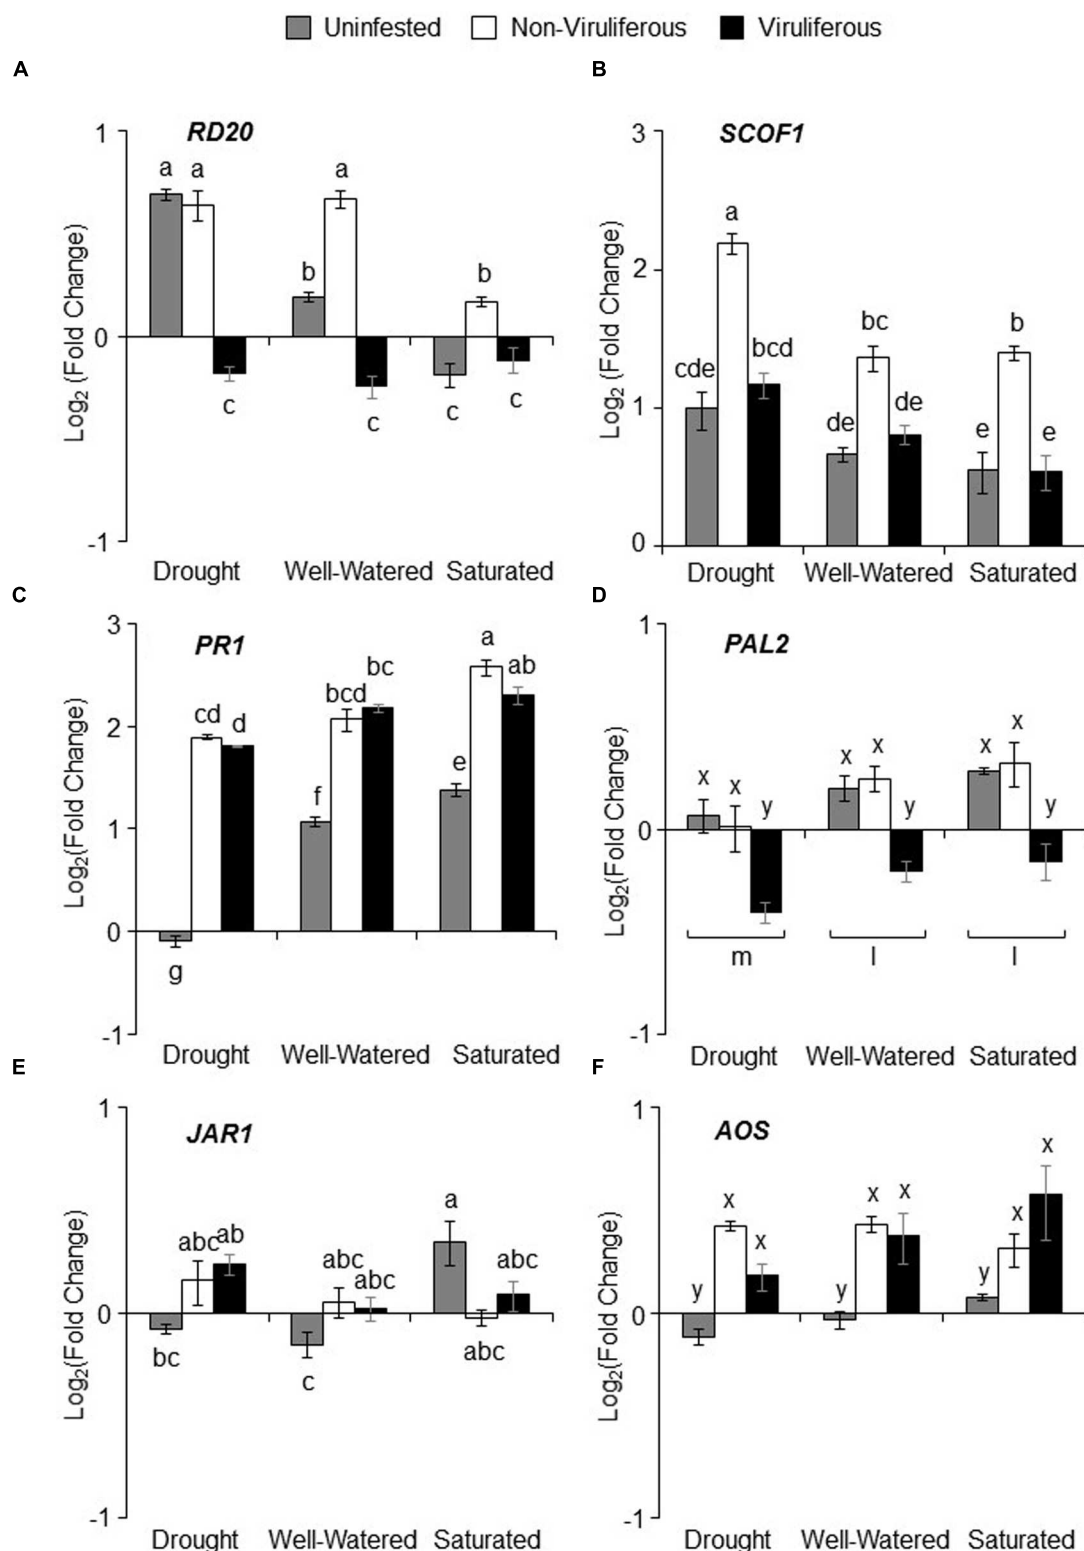 Uninfested Non-Viruliferous Viruliferous
A
RD20
Log2 (Fold Change)
1
0
-1
a a a
b b
c c c c
Drought Well-Watered Saturated
B
SCOF1
Log2 (Fold Change)
3
2
1
0
cde a bcd
de bc de
e b e
Drought Well-Watered Saturated
C
PR1
Log2(Fold Change)
3
2
1
0
-1
g cd d
f bcd bc
e a ab
Drought Well-Watered Saturated
D
PAL2
Log2(Fold Change)
1
0
-1
x x y
x x y
x x y
m l l
Drought Well-Watered Saturated
E
JAR1
Log2(Fold Change)
1
0
-1
bc abc ab
c abc abc
a abc abc
Drought Well-Watered Saturated
F
AOS
Log2(Fold Change)
1
0
-1
y x x
y x x
y x x
Drought Well-Watered Saturated